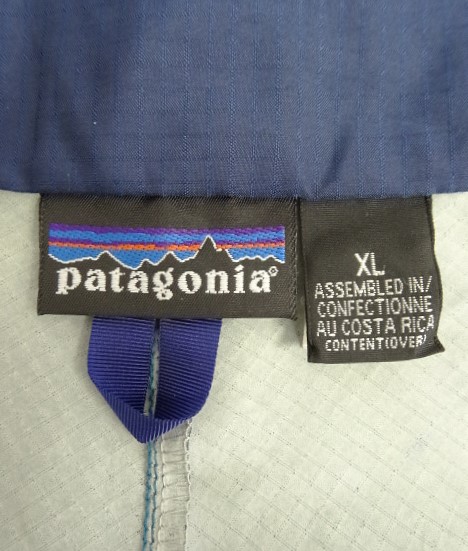 patagonia®
XL
ASSEMBLED IN/
CONFECTIONNE
AU COSTA RICA
CONTENT(OVER)